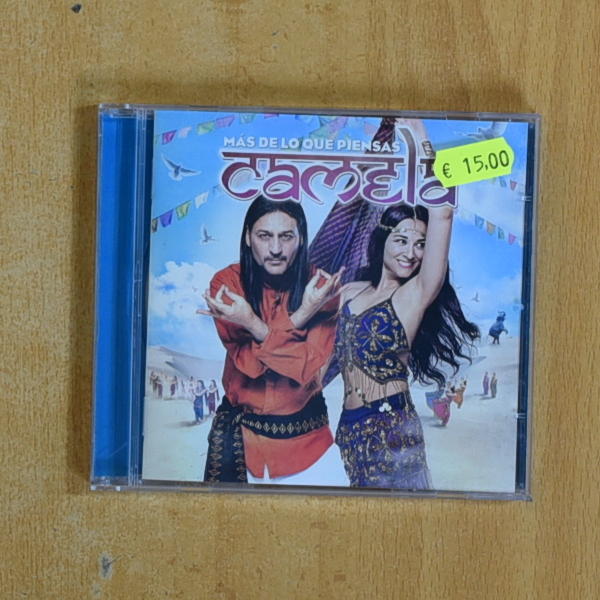 MÁS DE LO QUE PIENSAS
camela
€ 15,00